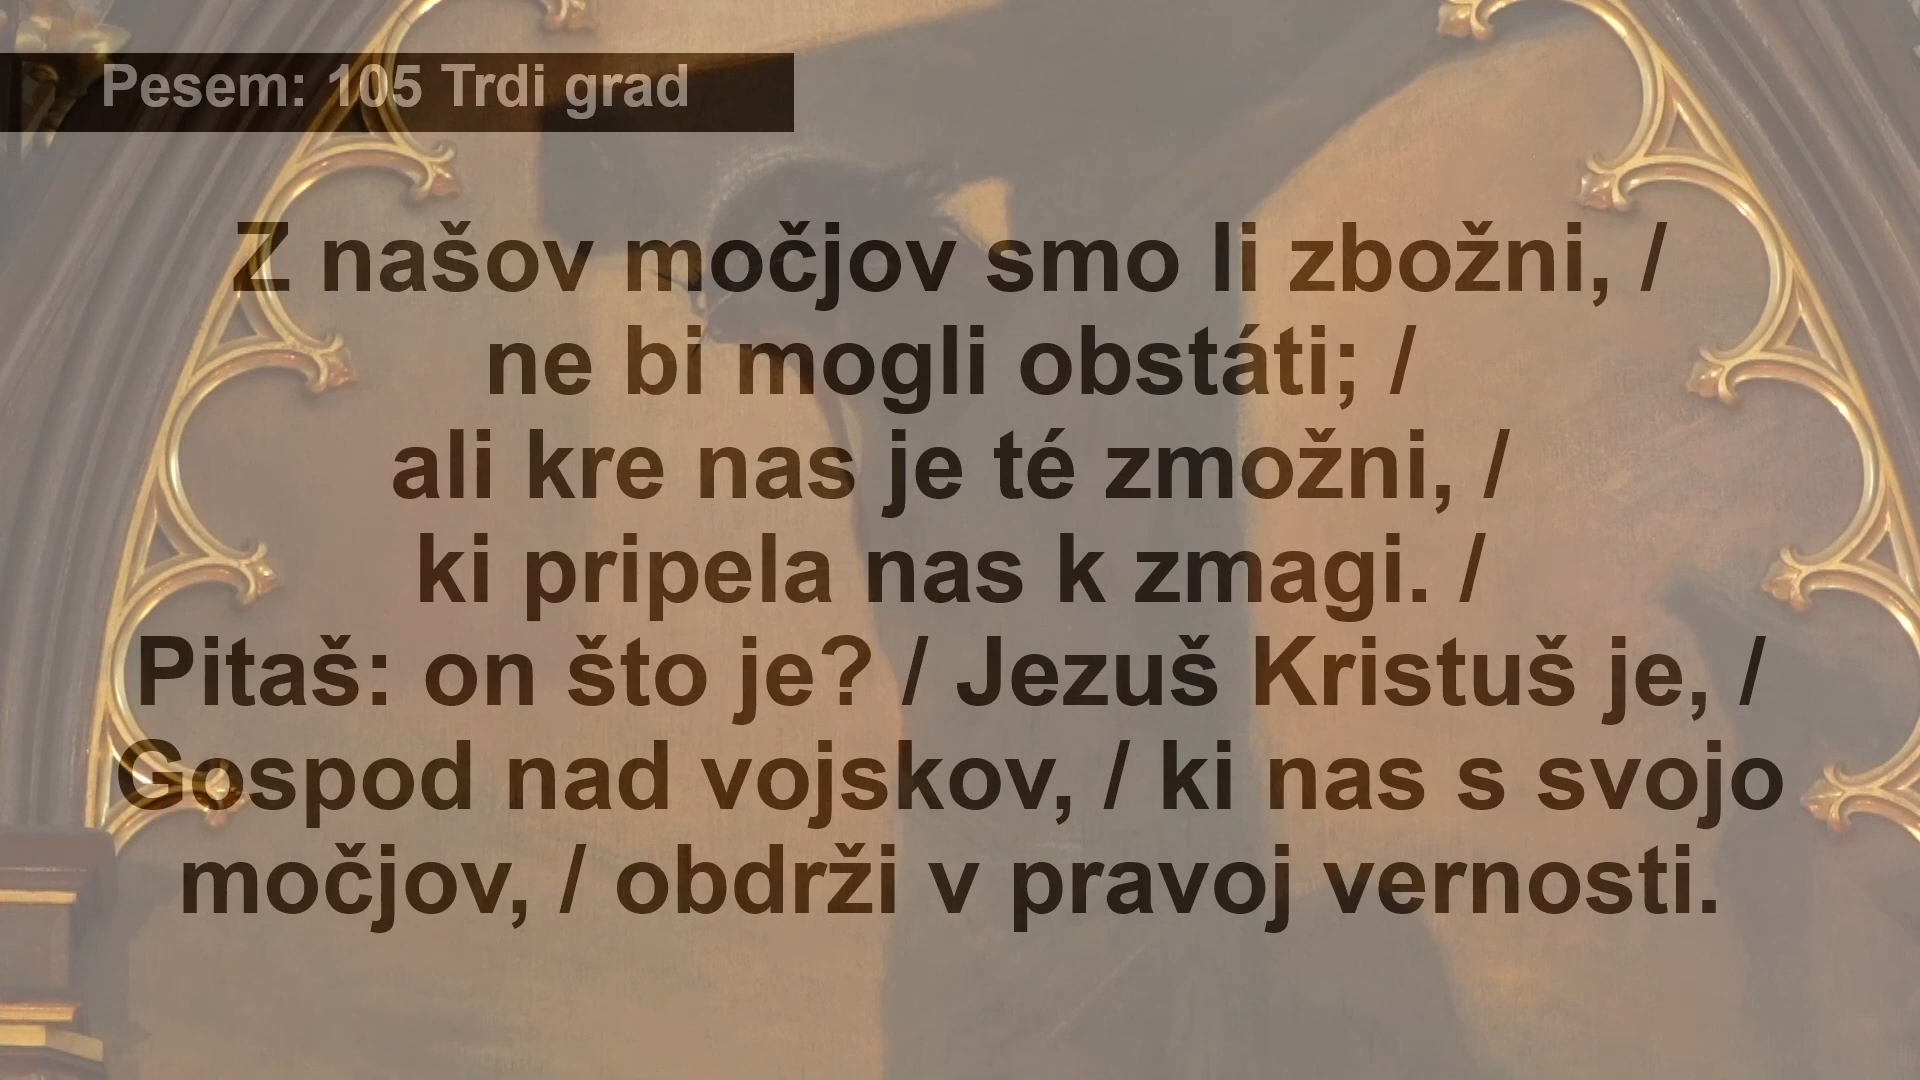 Pesem: 105 Trdi grad
Z našov močjov smo li zbožni, /
ne bi mogli obstáti; /
ali kre nas je té zmožni, /
ki pripela nas k zmagi. /
Pitaš: on što je? / Jezuš Kristuš je, /
Gospod nad vojskov, / ki nas s svojo
močjov, / obdrži v pravoj vernosti.